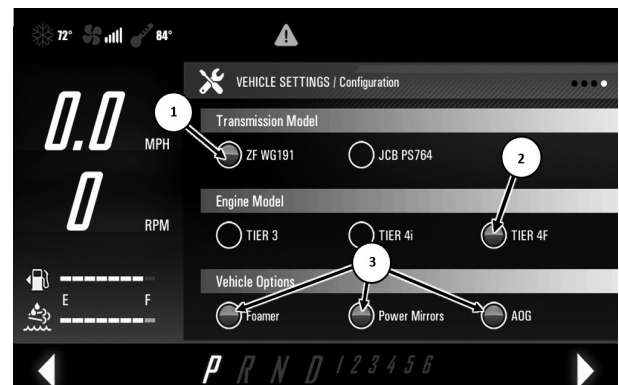 72° 84°
VEHICLE SETTINGS / Configuration
1
Transmission Model
0.0 MPH
ZF WG191 JCB PS764
2
Engine Model
0 RPM
TIER 3 TIER 4i TIER 4F
3
Vehicle Options
E F
Foamer Power Mirrors AOG
P R N D 1 2 3 4 5 6